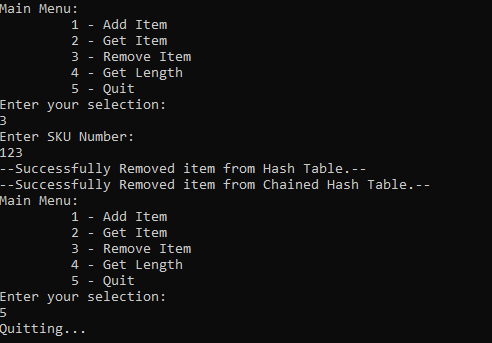 Main Menu:
1 - Add Item
2 - Get Item
3 - Remove Item
4 - Get Length
5 - Quit
Enter your selection:
3
Enter SKU Number:
123
--Successfully Removed item from Hash Table.--
--Successfully Removed item from Chained Hash Table.--
Main Menu:
1 - Add Item
2 - Get Item
3 - Remove Item
4 - Get Length
5 - Quit
Enter your selection:
5
Quitting...